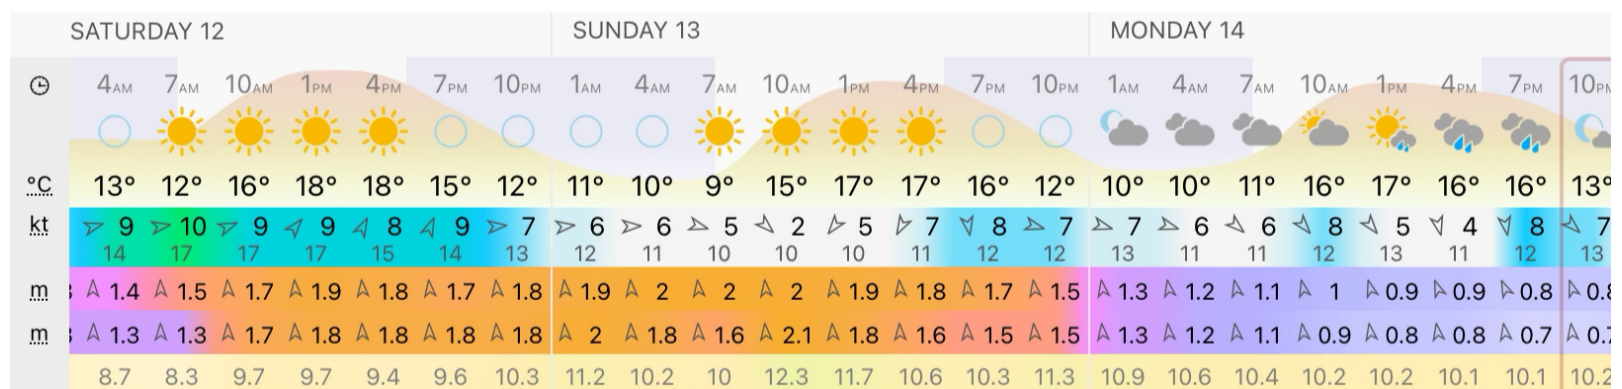 SATURDAY 12 SUNDAY 13 MONDAY 14
4AM 7AM 10AM 1PM 4PM 7PM 10PM 1AM 4AM 7AM 10AM 1PM 4PM 7PM 10PM 1AM 4AM 7AM 10AM 1PM 4PM 7PM 10PM
°C 13° 12° 16° 18° 18° 15° 12° 11° 10° 9° 15° 17° 17° 16° 12° 10° 10° 11° 16° 17° 16° 16° 13°
kt 9 10 9 9 8 9 7 6 6 5 2 5 7 8 7 7 6 6 8 5 4 8 7
14 17 17 17 15 14 13 12 11 10 10 10 11 12 12 13 11 11 12 13 11 12 13
m 1.4 1.5 1.7 1.9 1.8 1.7 1.8 1.9 2 2 2 1.9 1.8 1.7 1.5 1.3 1.2 1.1 1 0.9 0.9 0.8 0.8
m 1.3 1.3 1.7 1.8 1.8 1.8 1.8 2 1.8 1.6 2.1 1.8 1.6 1.5 1.5 1.3 1.2 1.1 0.9 0.8 0.8 0.7 0.7
8.7 8.3 9.7 9.7 9.4 9.6 10.3 11.2 10.2 10 12.3 11.7 10.6 10.3 11.3 10.9 10.6 10.4 10.2 10.2 10.1 10.1 10.2